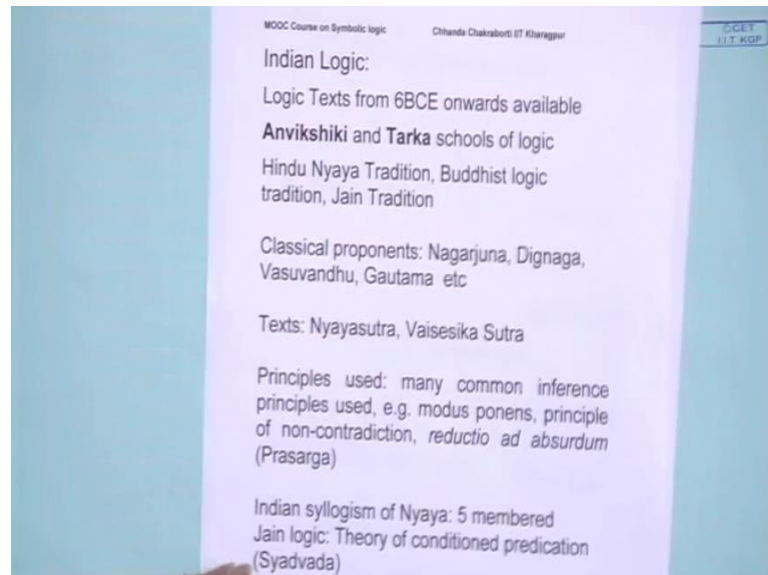 MOOC Course on Symbolic logic Chhanda Chakraborti IIT Kharagpur
CET
I.I.T KGP
Indian Logic:
Logic Texts from 6BCE onwards available
Anvikshiki and Tarka schools of logic
Hindu Nyaya Tradition, Buddhist logic
tradition, Jain Tradition
Classical proponents: Nagarjuna, Dignaga,
Vasuvandhu, Gautama etc
Texts: Nyayasutra, Vaisesika Sutra
Principles used: many common inference
principles used, e.g. modus ponens, principle
of non-contradiction, reductio ad absurdum
(Prasarga)
Indian syllogism of Nyaya: 5 membered
Jain logic: Theory of conditioned predication
(Syadvada)